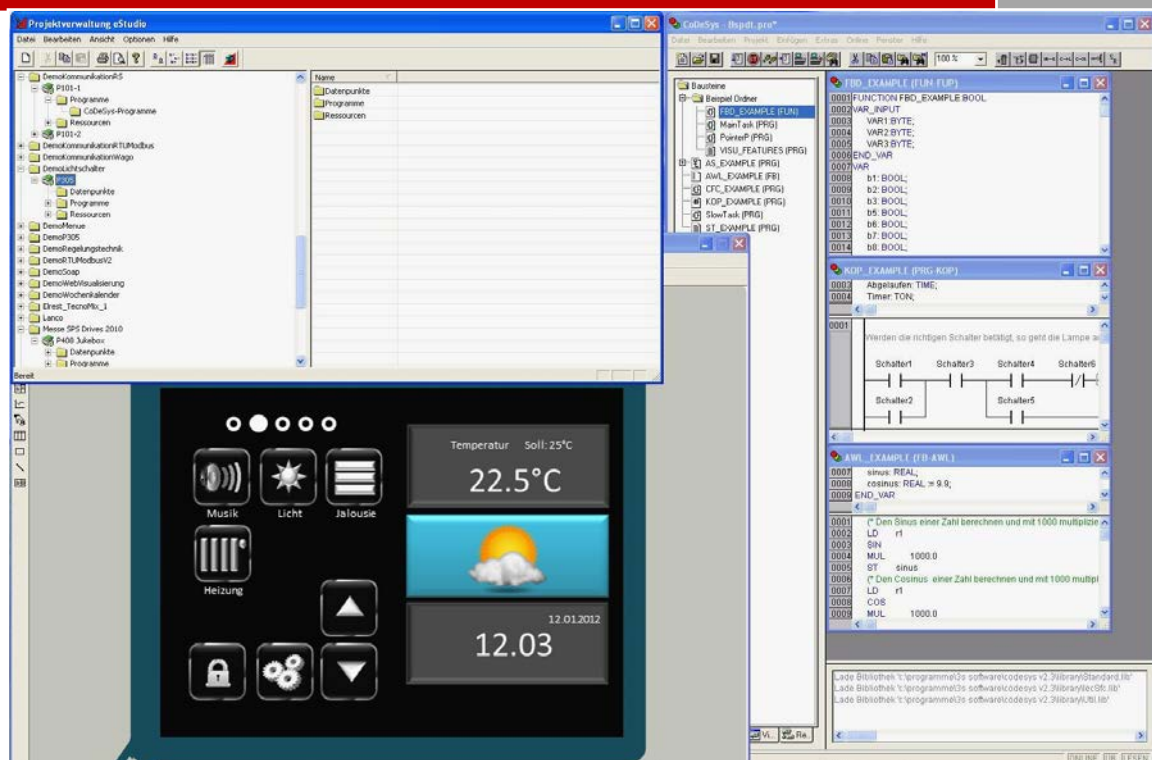 Projektverwaltung eStudio
Datei Bearbeiten Ansicht Optionen Hilfe
DemoKommunikationRS
P101-1
Programme
CoDeSys-Programme
Ressourcen
P101-2
DemoKommunikationRTUModbus
DemoKommunikationWago
DemoLichtschalter
P305
Datenpunkte
Programme
Ressourcen
DemoMenue
DemoP305
DemoRegelungstechnik
DemoRTUModbusV2
DemoSoap
DemoWebVisualisierung
DemoWochenkalender
Elrest_TecnoMix_1
Lanco
Messe SPS Drives 2010
P408 Jukebox
Datenpunkte
Programme
Name
Datenpunkte
Programme
Ressourcen
Bereit
Musik Licht Jalousie
Heizung
Temperatur Soll: 25°C
22.5°C
12.01.2012
12.03
CoDeSys - Bspdt.pro*
Datei Bearbeiten Projekt Einfügen Extras Online Fenster Hilfe
100 %
Bausteine
Beispiel Ordner
FBD_EXAMPLE (FUN)
MainTask (PRG)
PointerP (PRG)
VISU_FEATURES (PRG)
AS_EXAMPLE (PRG)
AWL_EXAMPLE (FB)
CFC_EXAMPLE (PRG)
KOP_EXAMPLE (PRG)
SlowTask (PRG)
ST_EXAMPLE (PRG)
Vi... Re...
FBD_EXAMPLE (FUN-FUP)
0001 FUNCTION FBD_EXAMPLE:BOOL
0002 VAR_INPUT
0003 VAR1:BYTE;
0004 VAR2:BYTE;
0005 VAR3:BYTE;
0006 END_VAR
0007 VAR
0008 b1: BOOL;
0009 b2: BOOL;
0010 b3: BOOL;
0011 b5: BOOL;
0012 b6: BOOL;
0013 b7: BOOL;
0014 b8: BOOL;
KOP_EXAMPLE (PRG-KOP)
0003 Abgelaufen: TIME;
0004 Timer: TON;
0001
Werden die richtigen Schalter betätigt, so geht die Lampe
Schalter1 Schalter3 Schalter4 Schalter6
Schalter2 Schalter5
AWL_EXAMPLE (FB-AWL)
0007 sinus: REAL;
0008 cosinus: REAL := 9.9;
0009 END_VAR
0001 (* Den Sinus einer Zahl berechnen und mit 1000 multiplizie
0002 LD r1
0003 SIN
0004 MUL 1000.0
0005 ST sinus
0006 (* Den Cosinus einer Zahl berechnen und mit 1000 multipl
0007 LD r1
0008 COS
0009 MUL 1000.0
Lade Bibliothek 'c:\programme\3s software\codesys v2.3\library\Standard.lib'
Lade Bibliothek 'c:\programme\3s software\codesys v2.3\library\Iecsfc.lib'
Lade Bibliothek 'c:\programme\3s software\codesys v2.3\library\Util.lib'
ONLINE ÜB LESEN